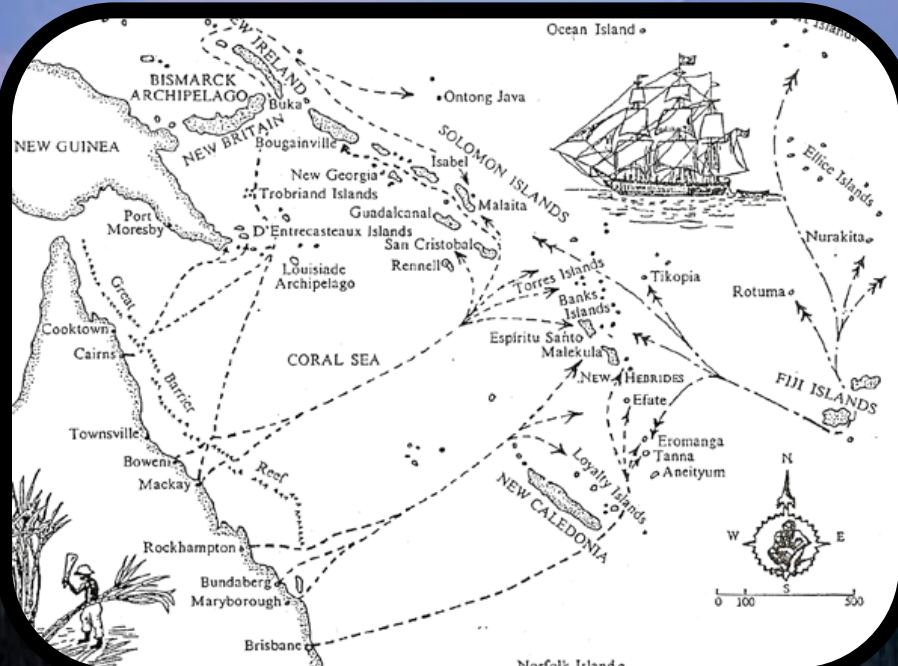 Ocean Island
NEW IRELAND
BISMARCK
ARCHIPELAGO
Ontong Java
Buka
NEW BRITAIN
NEW GUINEA
Bougainville
SOLOMON ISLANDS
Isabel
Ellice Islands
New Georgia
Trobriand Islands
Malaita
Guadalcanal
Port
Moresby
D'Entrecasteaux Islands
San Cristobal
Nurakita
Rennell
Louisiade
Archipelago
Torres Islands
Tikopia
Great
Barrier
Reef
Banks
Islands
Rotuma
Cooktown
Espíritu Santo
Cairns
Malekula
CORAL SEA
NEW HEBRIDES
FIJI ISLANDS
Efate
Townsville
Eromanga
Bowen
Tanna
Aneityum
Mackay
Loyalty Islands
NEW CALEDONIA
N
W
E
S
Rockhampton
Bundaberg
0 100 500
Maryborough
Brisbane
Norfolk Island